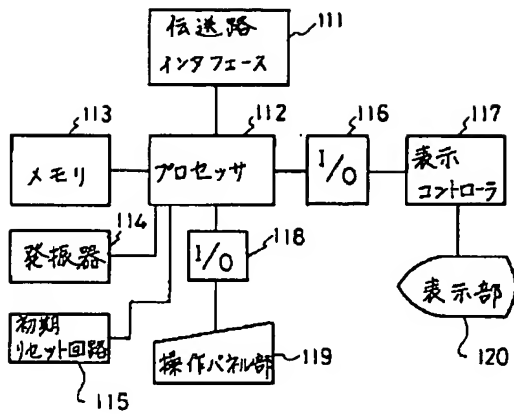 111
伝送路
インタフェース
113
112
116
117
メモリ
プロセッサ
I/O
表示
コントローラ
114
発振器
118
I/O
初期
リセット回路
115
操作パネル部
119
表示部
120